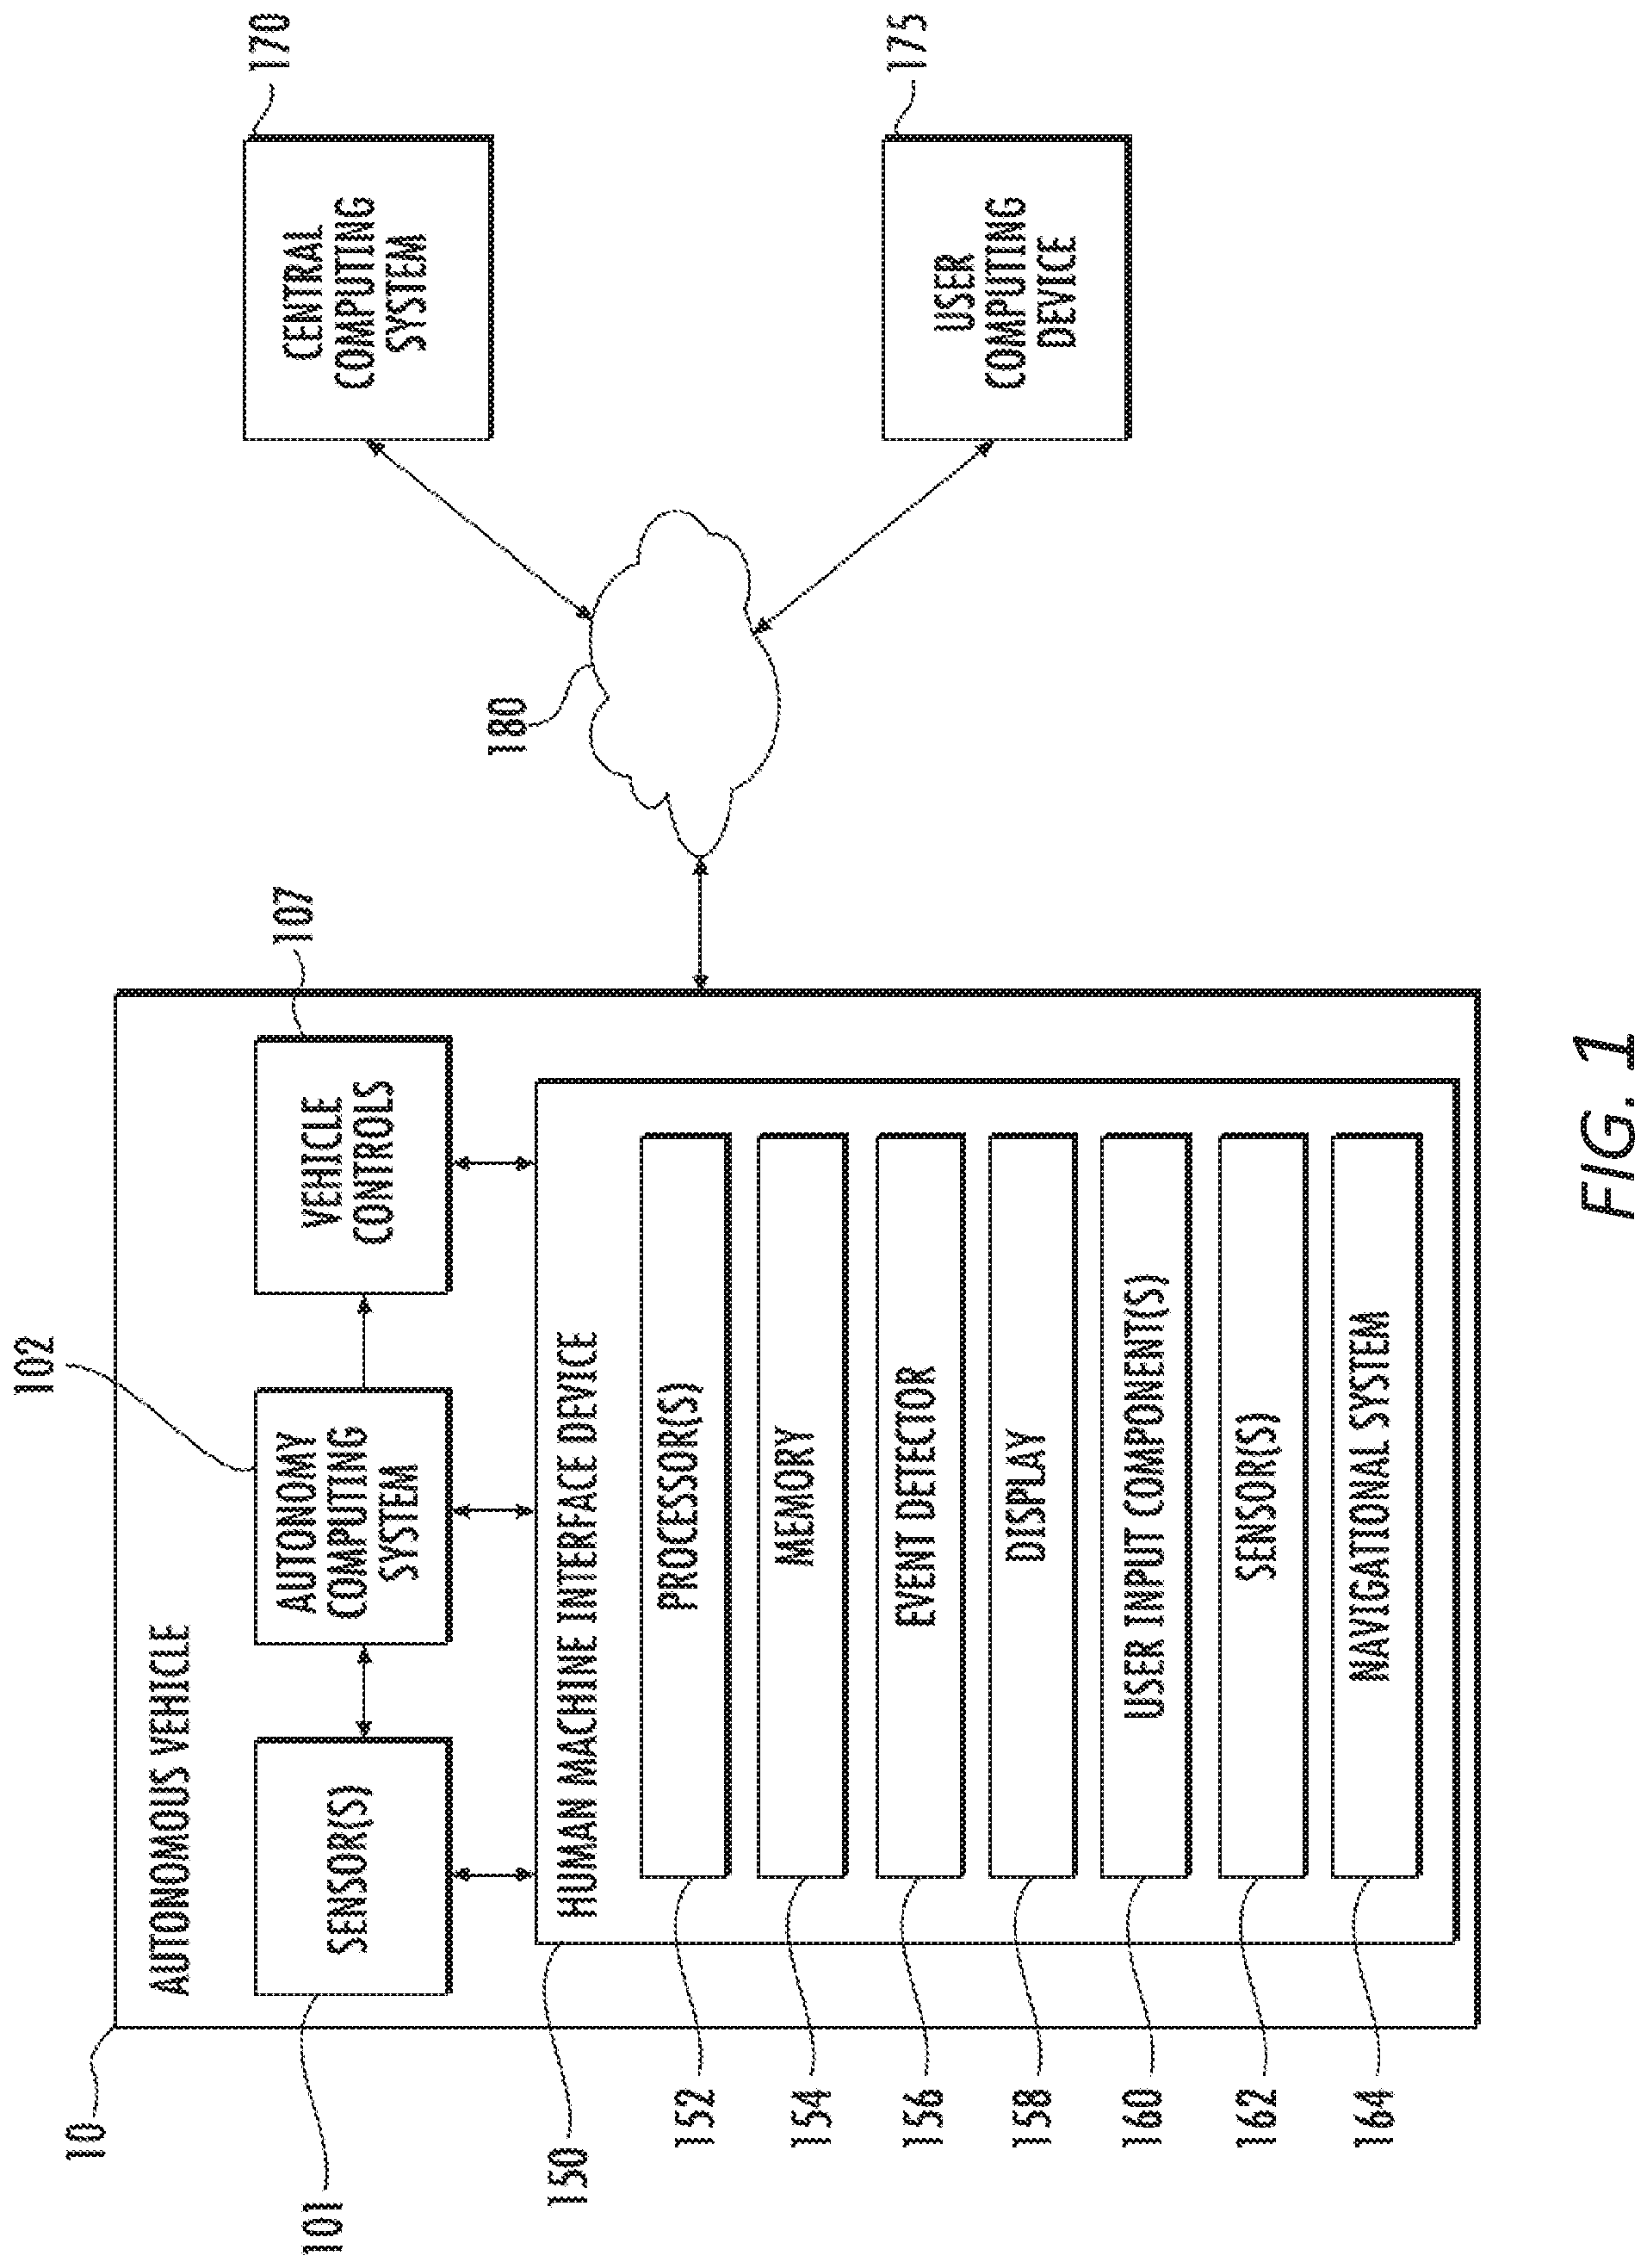 10
AUTONOMOUS VEHICLE
101
SENSOR(S)
102
AUTONOMY
COMPUTING
SYSTEM
107
VEHICLE
CONTROLS
150
HUMAN MACHINE INTERFACE DEVICE
152
PROCESSOR(S)
154
MEMORY
156
EVENT DETECTOR
158
DISPLAY
160
USER INPUT COMPONENT(S)
162
SENSOR(S)
164
NAVIGATIONAL SYSTEM
180
170
CENTRAL
COMPUTING
SYSTEM
175
USER
COMPUTING
DEVICE
FIG. 1